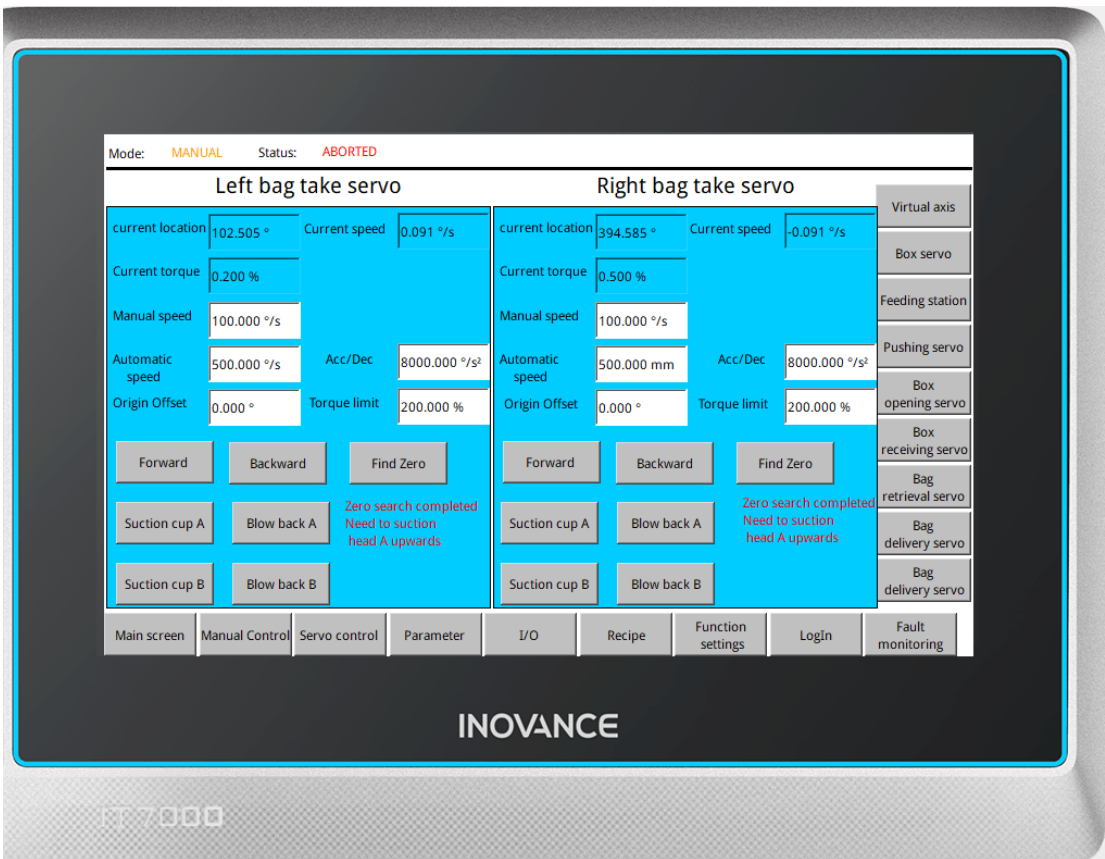 Mode: MANUAL Status: ABORTED
Left bag take servo
Right bag take servo
current location 102.505 ° Current speed 0.091 °/s
Current torque 0.200 %
Manual speed 100.000 °/s
Automatic speed 500.000 °/s Acc/Dec 8000.000 °/s²
Origin Offset 0.000 ° Torque limit 200.000 %
Forward Backward Find Zero
Suction cup A Blow back A
Zero search completed
Need to suction
head A upwards
Suction cup B Blow back B
current location 394.585 ° Current speed -0.091 °/s
Current torque 0.500 %
Manual speed 100.000 °/s
Automatic speed 500.000 mm Acc/Dec 8000.000 °/s²
Origin Offset 0.000 ° Torque limit 200.000 %
Forward Backward Find Zero
Suction cup A Blow back A
Zero search completed
Need to suction
head A upwards
Suction cup B Blow back B
Virtual axis
Box servo
Feeding station
Pushing servo
Box
opening servo
Box
receiving servo
Bag
retrieval servo
Bag
delivery servo
Bag
delivery servo
Main screen Manual Control Servo control Parameter I/O Recipe Function settings LogIn Fault monitoring
INOVANCE
IT 7000